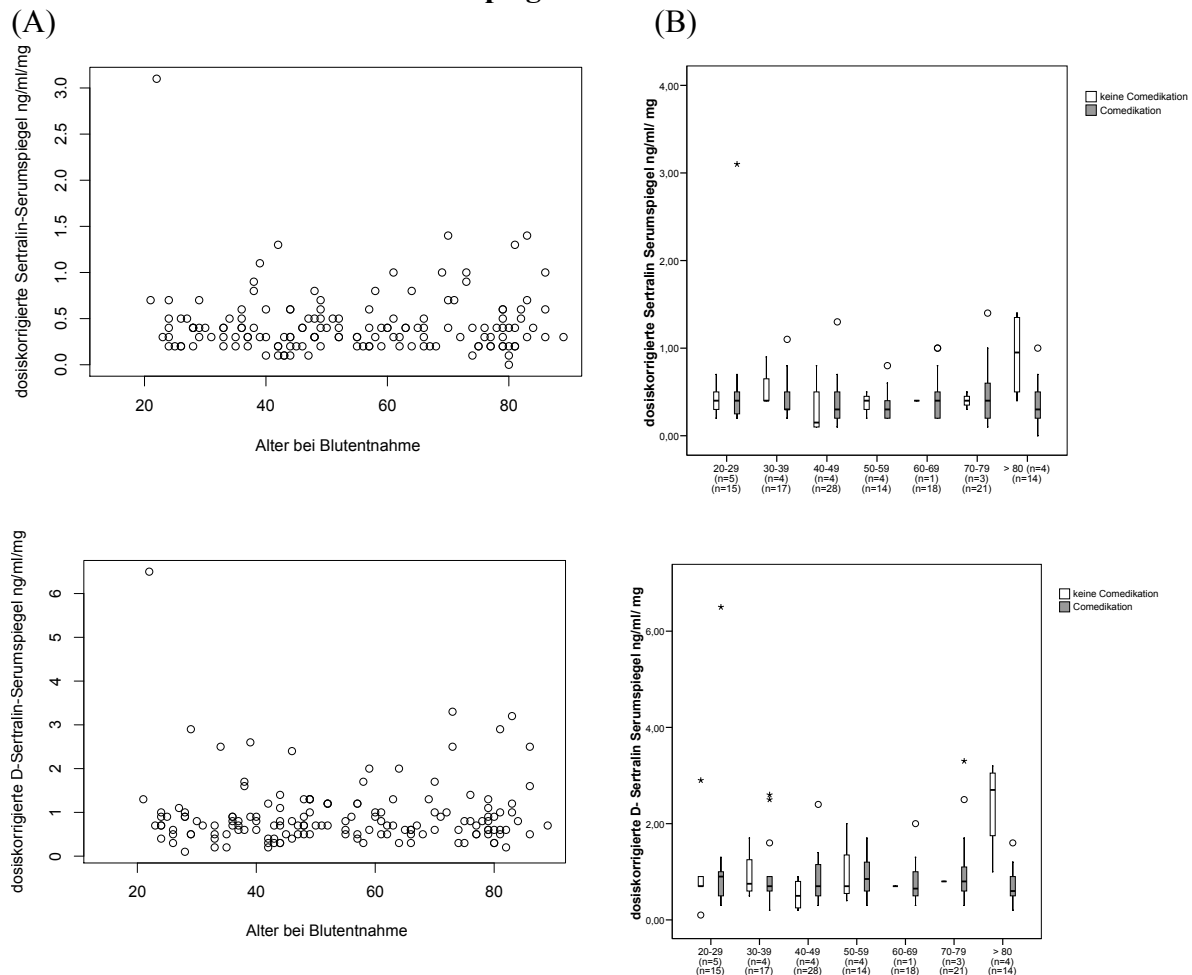 (A)
(B)
dosiskorrigierte Sertralin-Serumspiegel ng/ml/mg
3.0
2.5
2.0
1.5
1.0
0.5
0.0
20
40
60
80
Alter bei Blutentnahme
dosiskorrigierte Sertralin Serumspiegel ng/ml/ mg
4,00
3,00
2,00
1,00
0,00
keine Comedikation
Comedikation
20-29 30-39 40-49 50-59 60-69 70-79 > 80 (n=4)
(n=5) (n=4) (n=4) (n=4) (n=1) (n=3) (n=14)
(n=15) (n=17) (n=28) (n=14) (n=18) (n=21)
dosiskorrigierte D-Sertralin-Serumspiegel ng/ml/mg
6
5
4
3
2
1
0
20
40
60
80
Alter bei Blutentnahme
dosiskorrigierte D- Sertralin Serumspiegel ng/ml/ mg
6,00
4,00
2,00
0,00
keine Comedikation
Comedikation
20-29 30-39 40-49 50-59 60-69 70-79 > 80
(n=5) (n=4) (n=4) (n=4) (n=1) (n=3) (n=4)
(n=15) (n=17) (n=28) (n=14) (n=18) (n=21) (n=14)